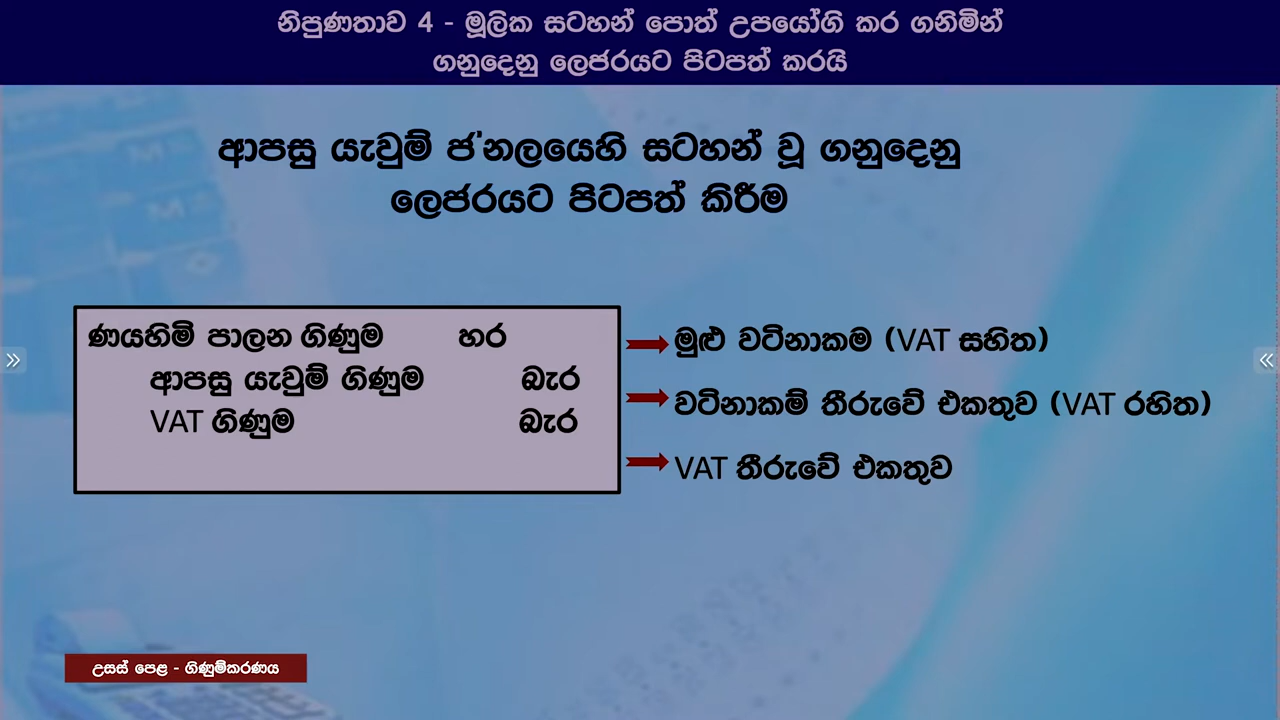 නිපුණතාව 4 - මූලික සටහන් පොත් උපයෝගි කර ගනිමින්
ගනුදෙනු ලෙජරයට පිටපත් කරයි
ආපසු යැවුම් ජ'නලයෙහි සටහන් වූ ගනුදෙනු
ලෙජරයට පිටපත් කිරීම
ණයහිමි පාලන ගිණුම හර
ආපසු යැවුම් ගිණුම බැර
VAT ගිණුම බැර
මුළු වටිනාකම (VAT සහිත)
වටිනාකම් තීරුවේ එකතුව (VAT රහිත)
VAT තීරුවේ එකතුව
උසස් පෙළ - ගිණුම්කරණය